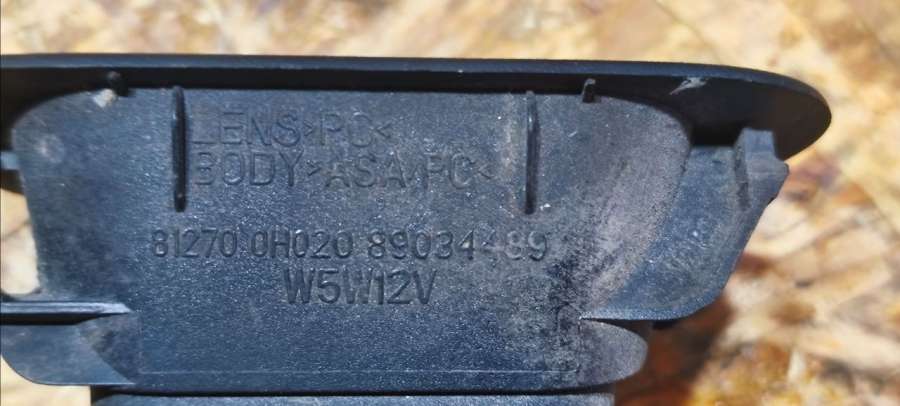 LENS>PC<
BODY>ASA/PC<
81270 0H020 89034489
W5W12V